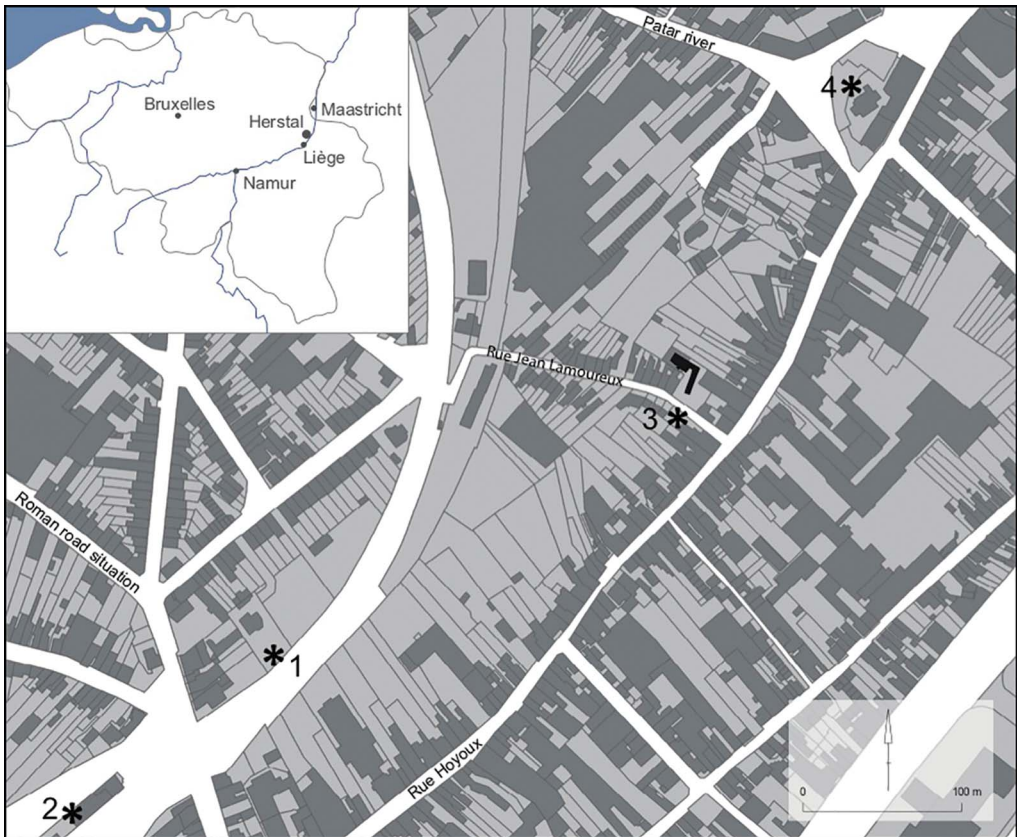 Patar river
4*
Bruxelles
Maastricht
Herstal
Liège
Namur
Rue Jean Lamoureux
3*
Roman road situation
*1
Rue Hoyoux
2*
0 100 m